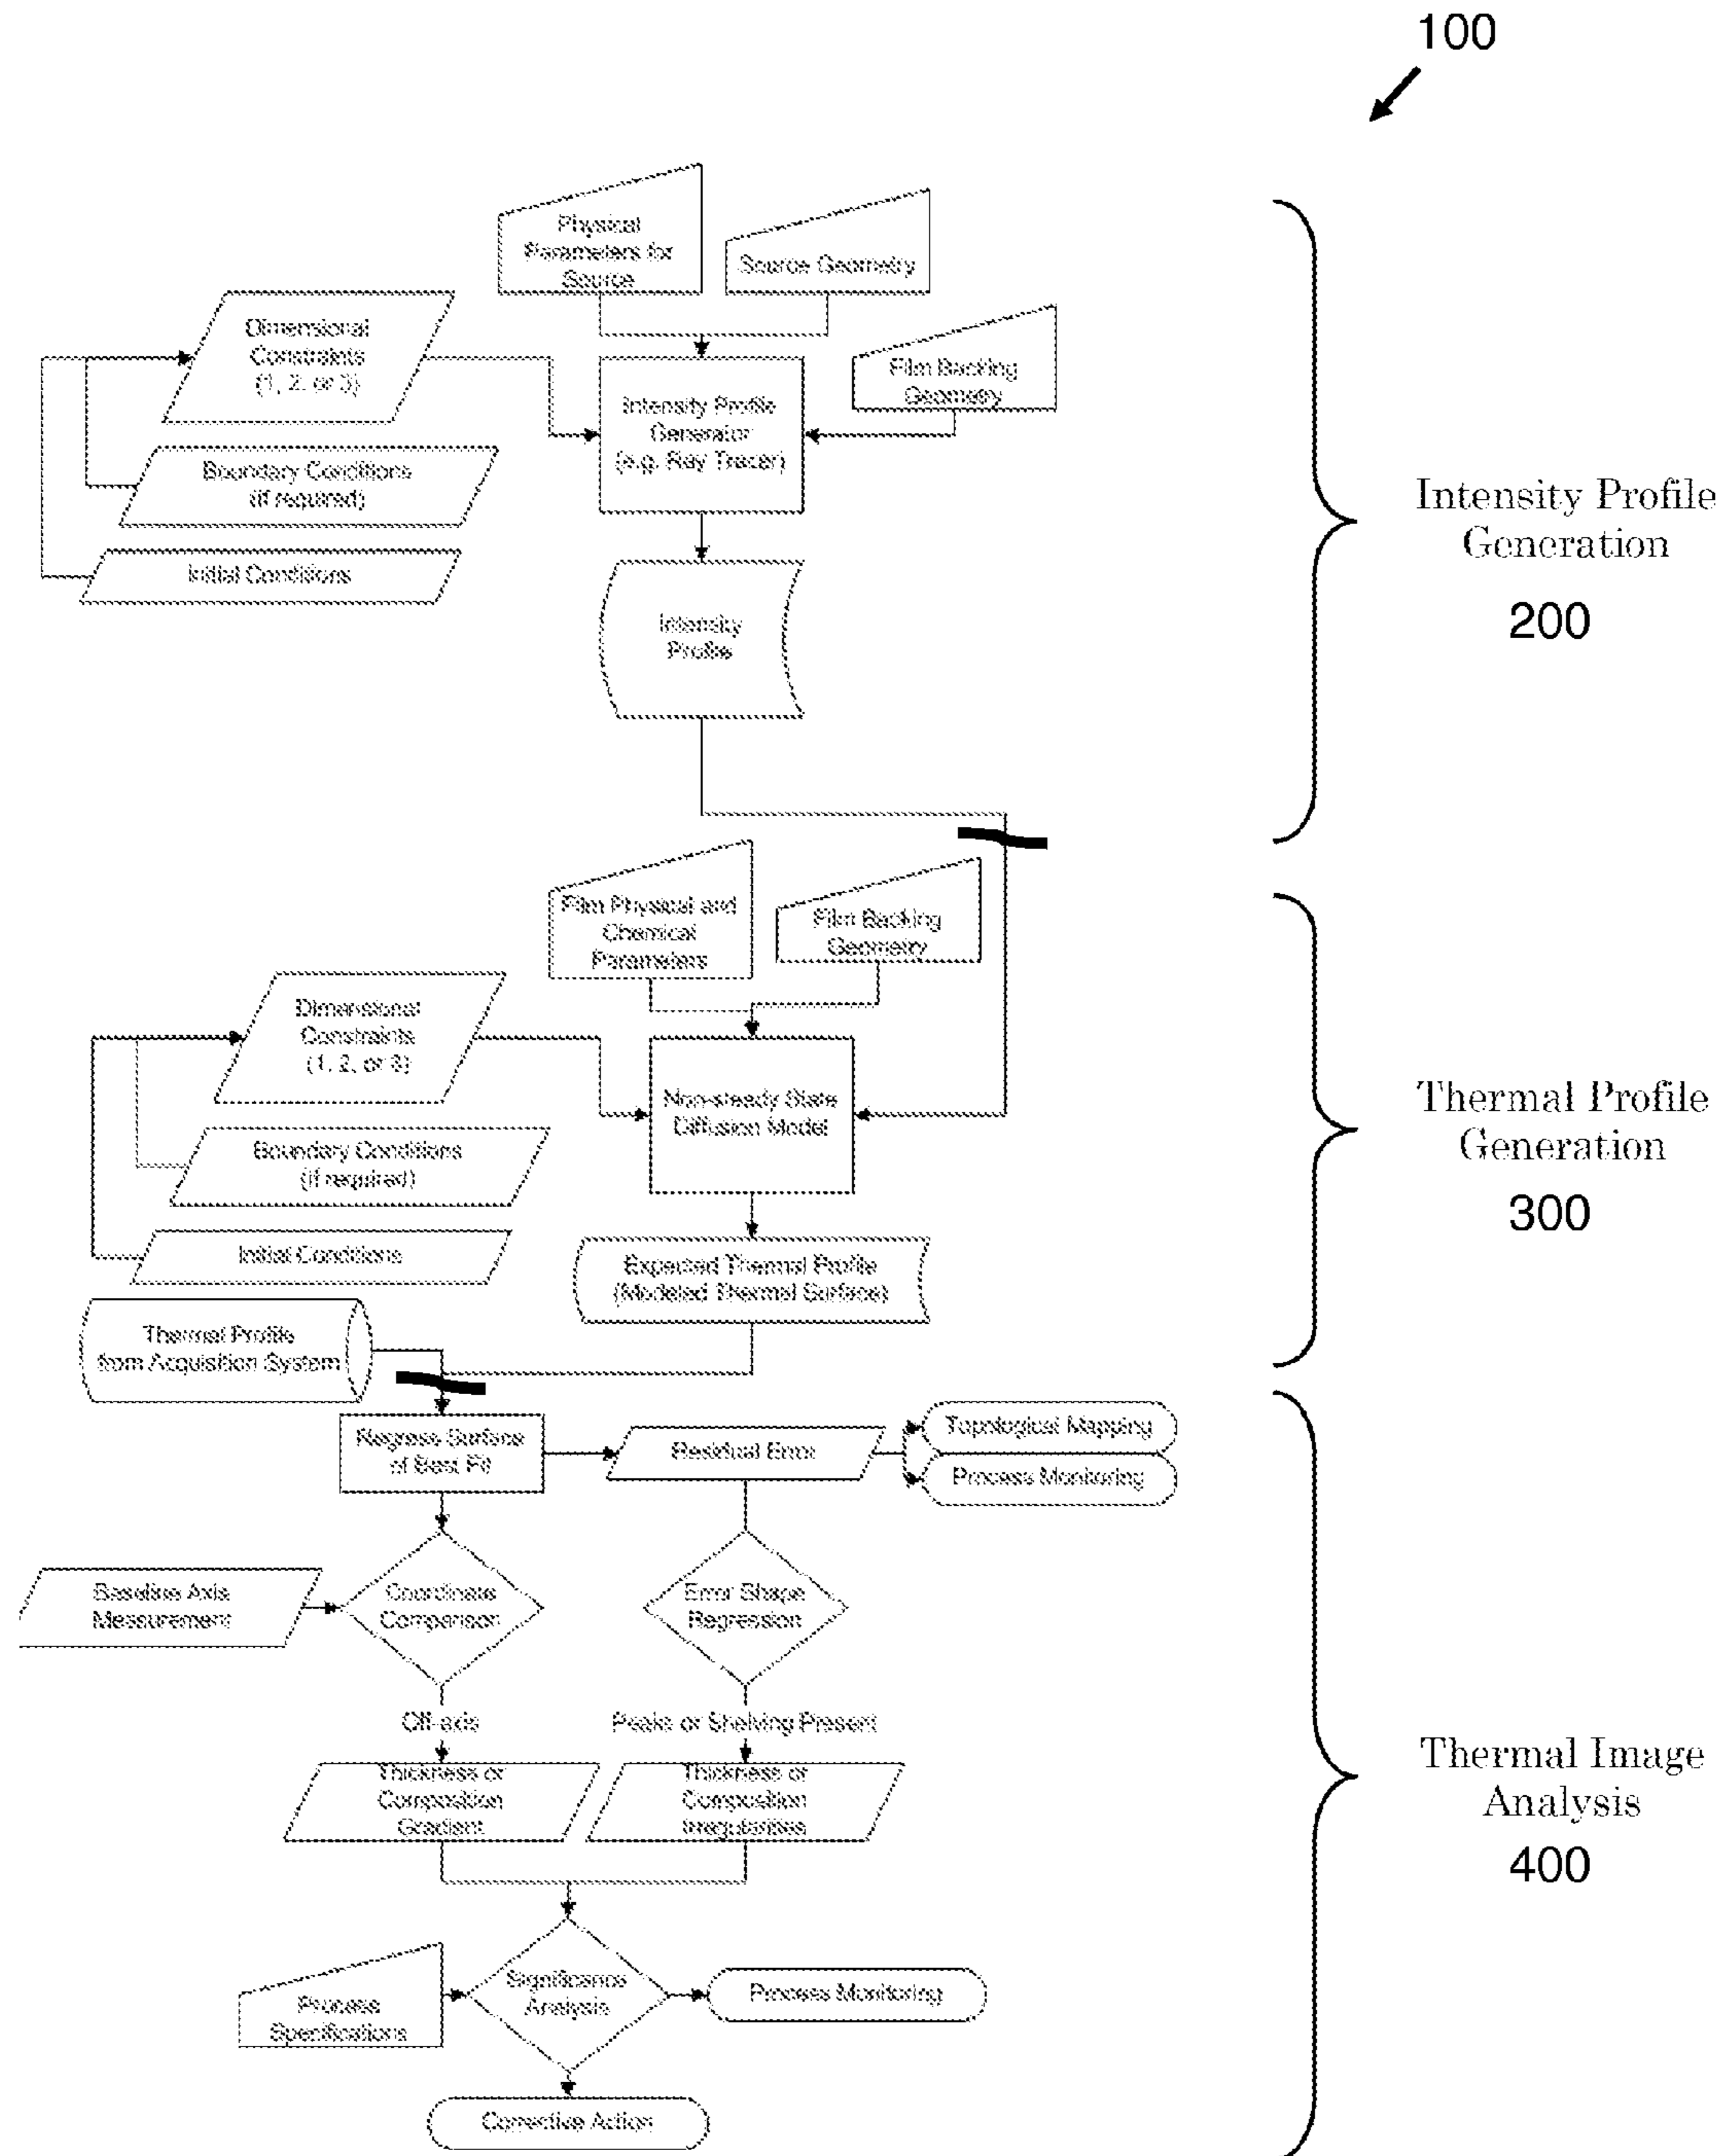 100
Physical
Parameters for
Source
Source Geometry
Dimensional
Constraints
(1, 2, or 3)
Film Backing
Geometry
Intensity Profile
Generator
(e.g. Ray Tracer)
Boundary Conditions
(if required)
Initial Conditions
Intensity
Profile
Intensity Profile
Generation
200
Film Physical and
Chemical
Parameters
Film Backing
Geometry
Dimensional
Constraints
(1, 2, or 3)
Non-steady State
Diffusion Model
Boundary Conditions
(if required)
Initial Conditions
Expected Thermal Profile
(Modeled Thermal Surface)
Thermal Profile
Generation
300
Thermal Profile
from Acquisition System
Regress Surface
of Best Fit
Residual Error
Topological Mapping
Process Monitoring
Baseline Axis
Measurement
Coordinate
Comparison
Error Shape
Regression
Off-axis
Peaks or Shelving Present
Thickness or
Composition
Gradient
Thickness or
Composition
Irregularities
Process
Specifications
Significance
Analysis
Process Monitoring
Corrective Action
Thermal Image
Analysis
400